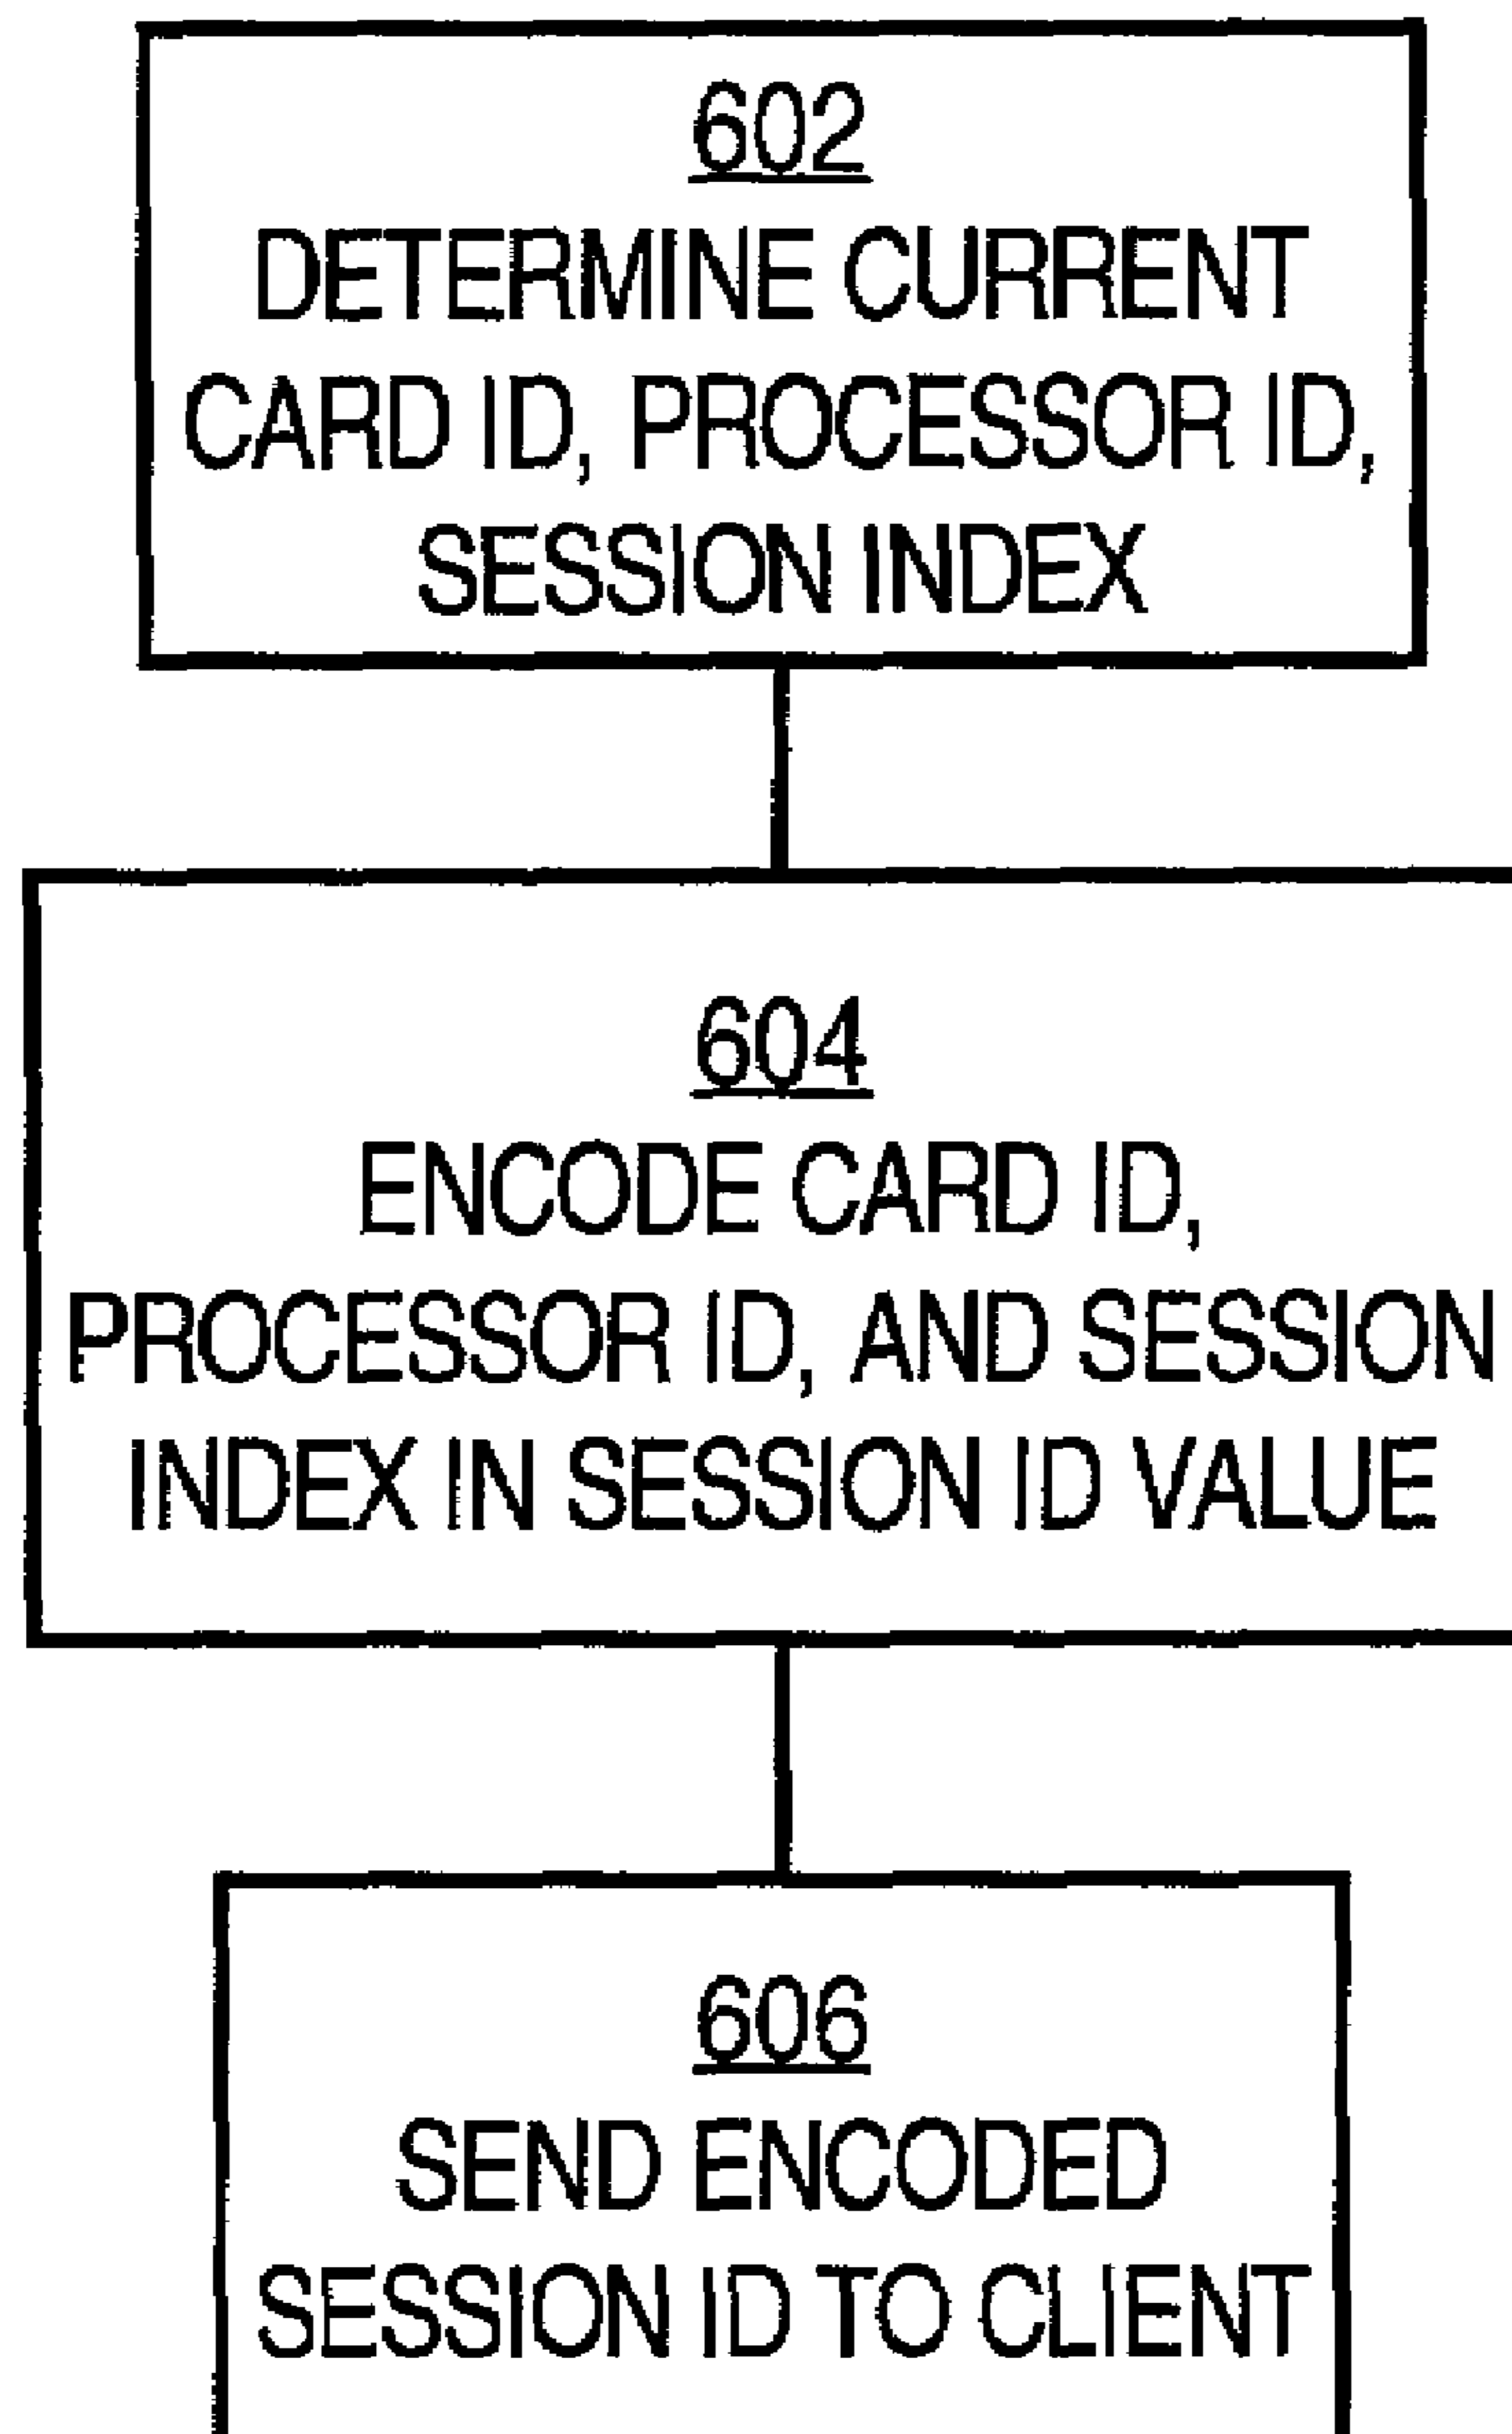 602
DETERMINE CURRENT
CARD ID, PROCESSOR ID,
SESSION INDEX
604
ENCODE CARD ID,
PROCESSOR ID, AND SESSION
INDEX IN SESSION ID VALUE
606
SEND ENCODED
SESSION ID TO CLIENT